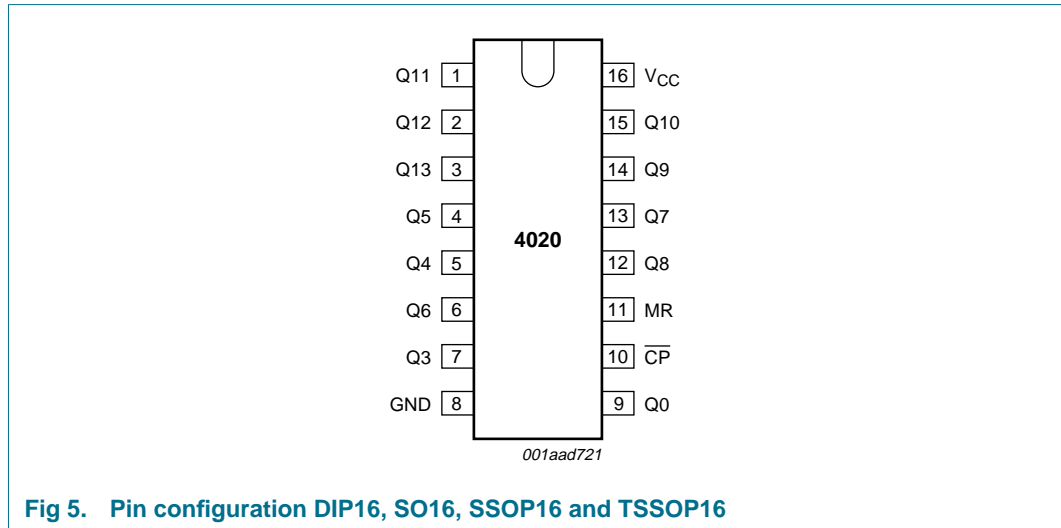 Q11 1 16 VCC
Q12 2 15 Q10
Q13 3 14 Q9
Q5 4 13 Q7
4020
Q4 5 12 Q8
Q6 6 11 MR
Q3 7 10 C̅P̅
GND 8 9 Q0
001aad721
Fig 5. Pin configuration DIP16, SO16, SSOP16 and TSSOP16